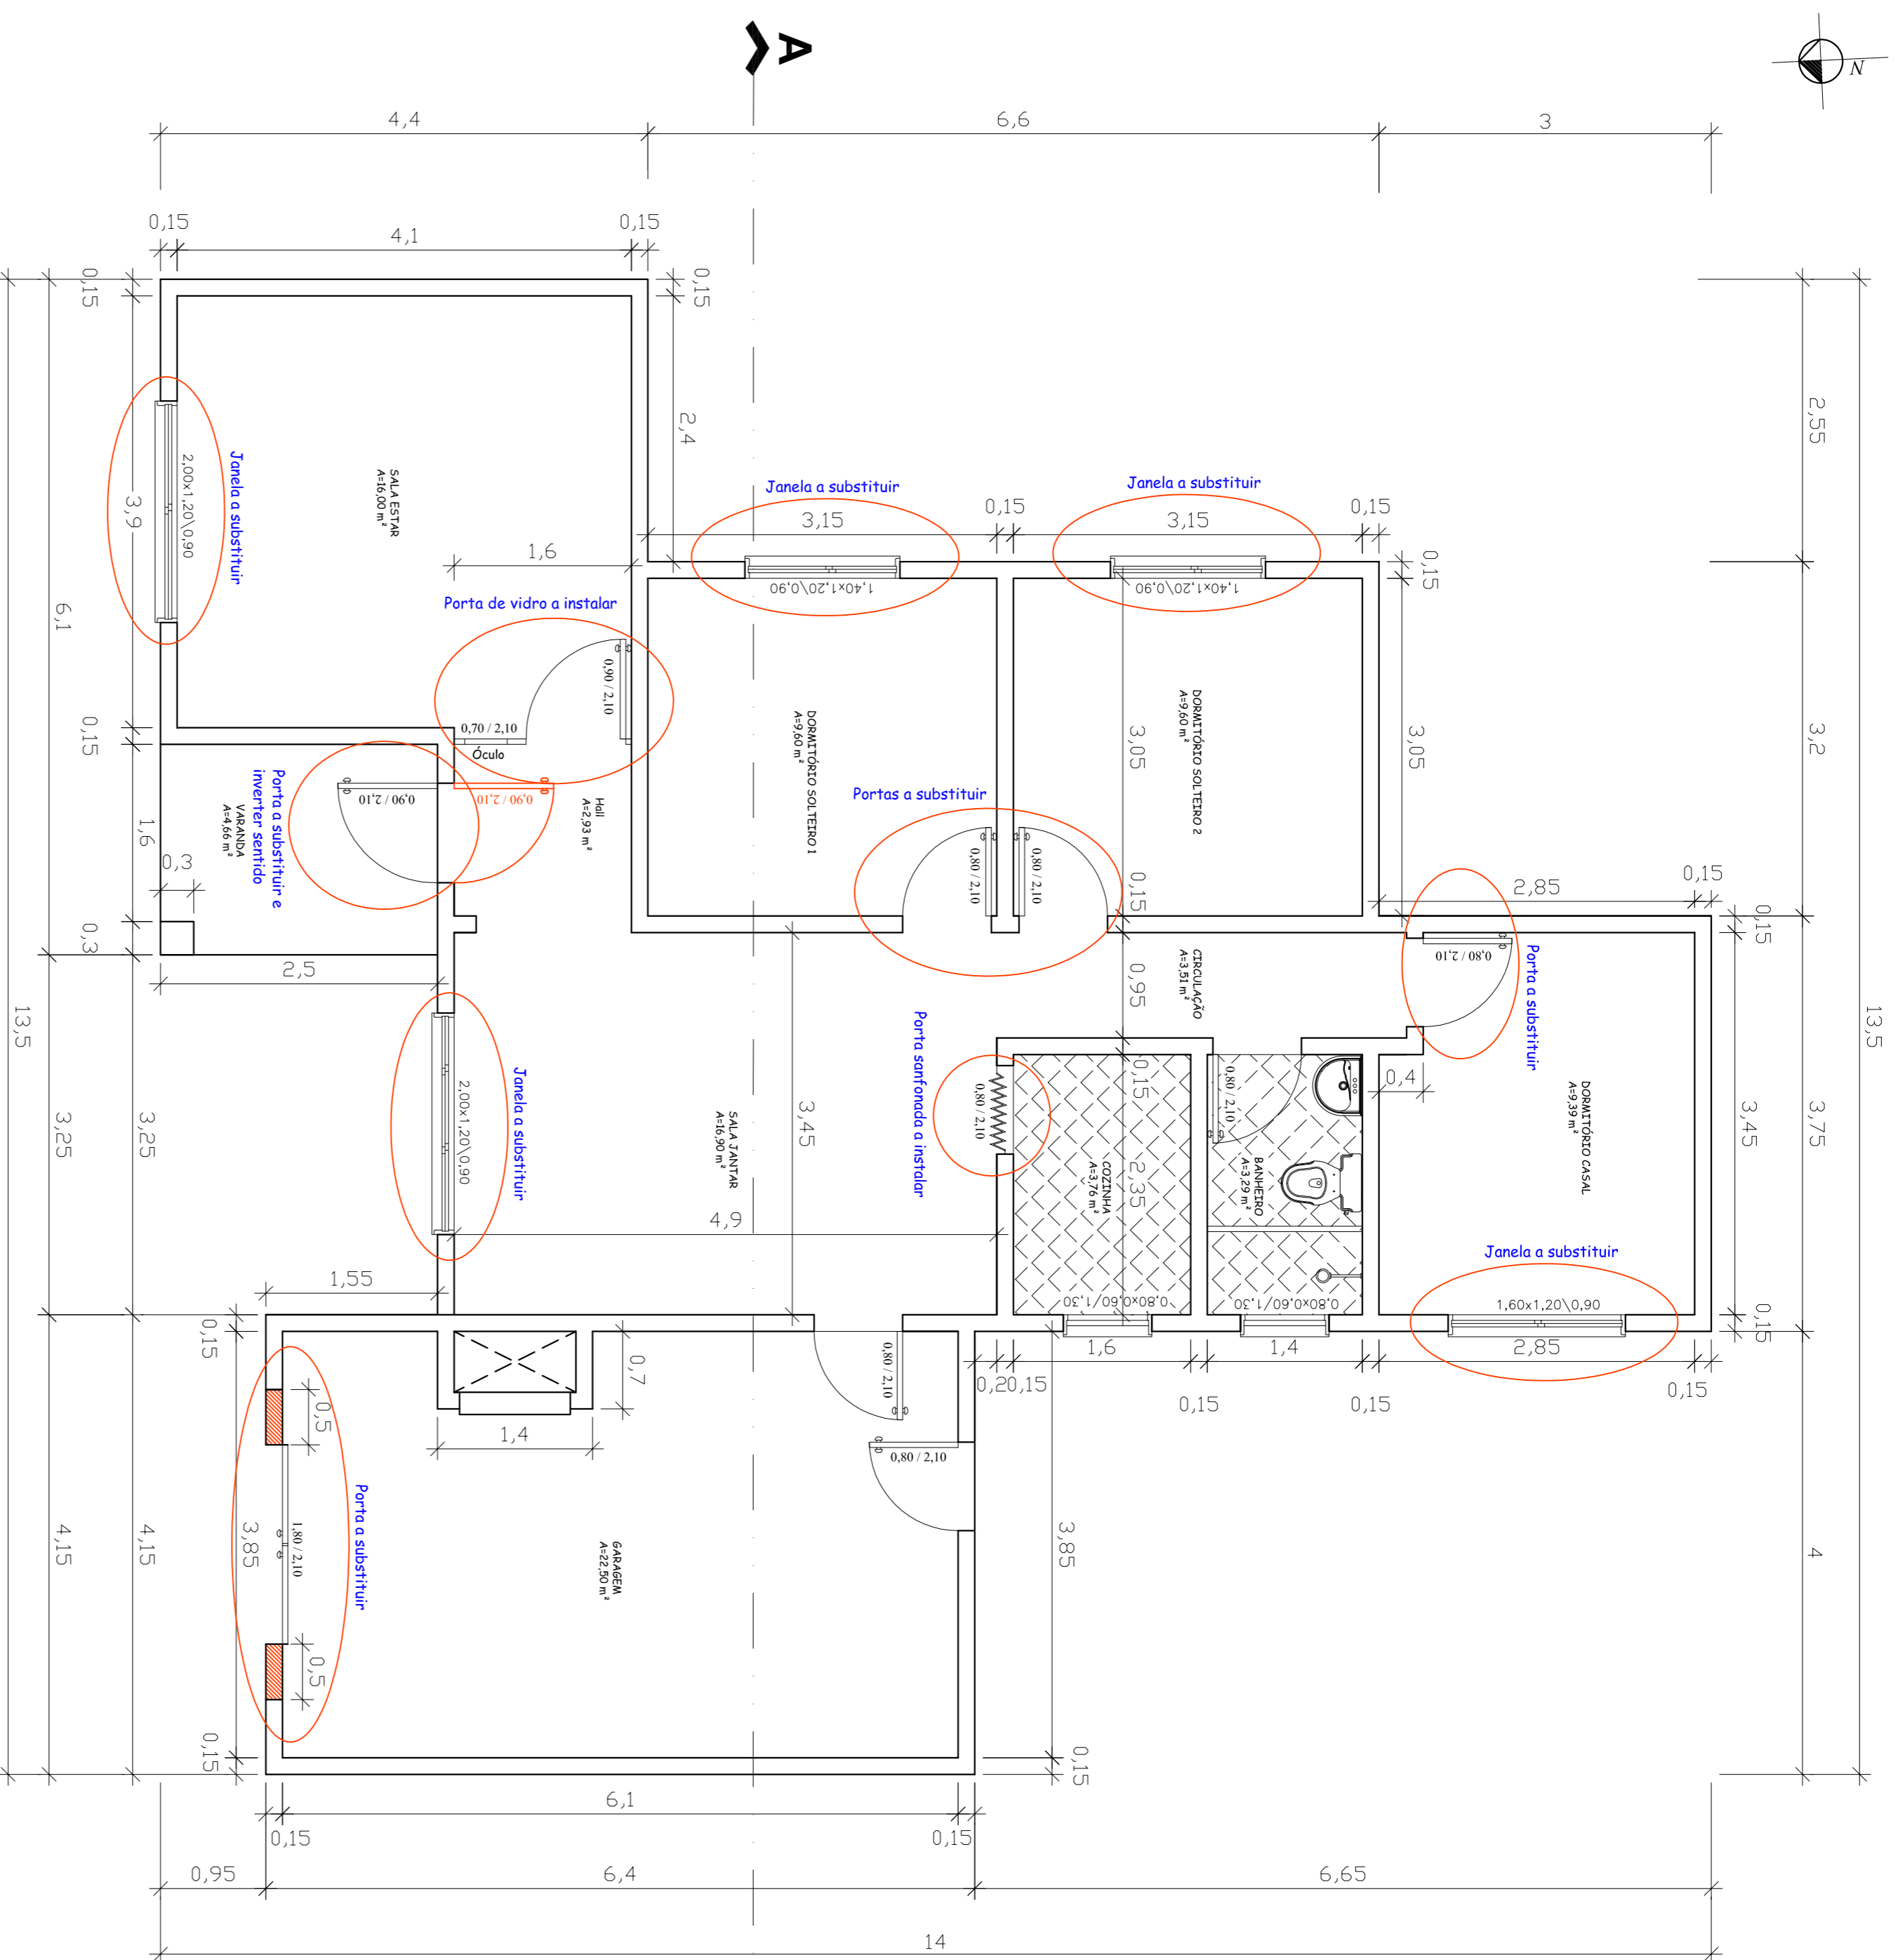 A
N
4,4
6,6
3
0,15
4,1
0,15
0,15
0,15
2,4
13,5
2,55
3,2
3,75
4
Janela a substituir
2,00x1,20\0,90
3,9
6,1
SALA ESTAR
A=16,00 m²
1,6
Porta de vidro a instalar
0,90 / 2,10
0,70 / 2,10
Óculo
Janela a substituir
3,15
1,40x1,20\0,90
0,15
Janela a substituir
3,15
1,40x1,20\0,90
0,15
0,15
3,05
3,05
DORMITÓRIO SOLTEIRO 1
A=9,60 m²
DORMITÓRIO SOLTEIRO 2
A=9,60 m²
Portas a substituir
0,80 / 2,10
0,80 / 2,10
0,15
Porta a substituir e
inverter sentido
VARANDA
A=4,66 m²
0,90 / 2,10
0,90 / 2,10
Hall
A=2,93 m²
0,15
1,6
0,3
0,3
2,5
13,5
3,25
3,25
2,85
0,15
0,15
0,80 / 2,10
Porta a substituir
CIRCULAÇÃO
A=3,51 m²
0,95
0,15
2,35
0,4
DORMITÓRIO CASAL
A=9,39 m²
3,45
0,15
Janela a substituir
2,00x1,20\0,90
SALA JANTAR
A=16,90 m²
3,45
4,9
Porta sanfonada a instalar
0,80 / 2,10
COZINHA
A=3,76 m²
0,80x0,60/1,30
0,80 / 2,10
BANHEIRO
A=3,29 m²
0,80x0,60/1,30
Janela a substituir
1,60x1,20\0,90
2,85
0,15
1,55
0,15
0,7
1,4
0,2
0,15
1,6
0,15
1,4
0,15
0,80 / 2,10
0,80 / 2,10
0,5
0,5
Porta a substituir
1,80 / 2,10
3,85
4,15
4,15
GARAGEM
A=22,50 m²
3,85
0,15
0,15
6,1
0,15
0,15
0,95
6,4
6,65
14